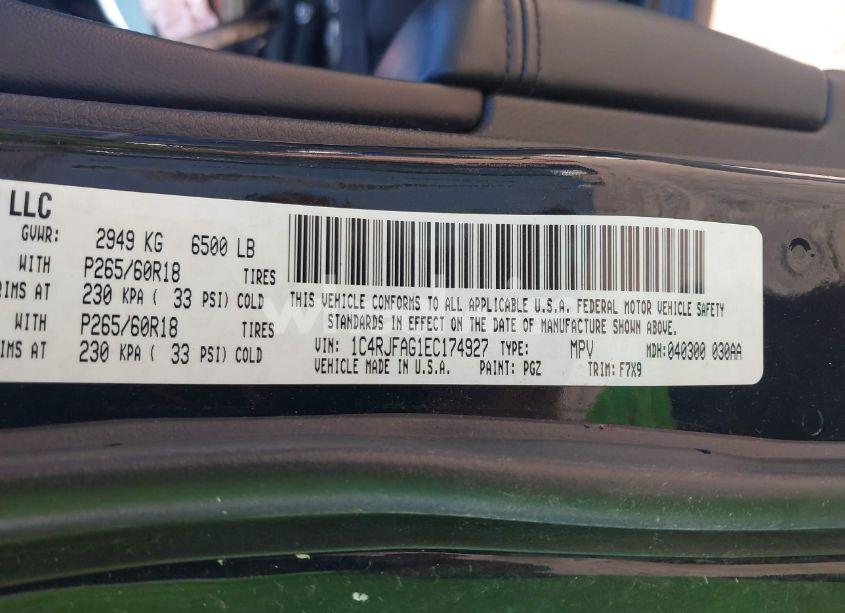 LLC
GVWR: 2949 KG 6500 LB
WITH P265/60R18 TIRES
IMS AT 230 KPA ( 33 PSI) COLD
WITH P265/60R18 TIRES
IMS AT 230 KPA ( 33 PSI) COLD
THIS VEHICLE CONFORMS TO ALL APPLICABLE U.S.A. FEDERAL MOTOR VEHICLE SAFETY
STANDARDS IN EFFECT ON THE DATE OF MANUFACTURE SHOWN ABOVE.
VIN: 1C4RJFAG1EC174927 TYPE: MPV MDH: 040300 030AA
VEHICLE MADE IN U.S.A. PAINT: PGZ TRIM: F7X9